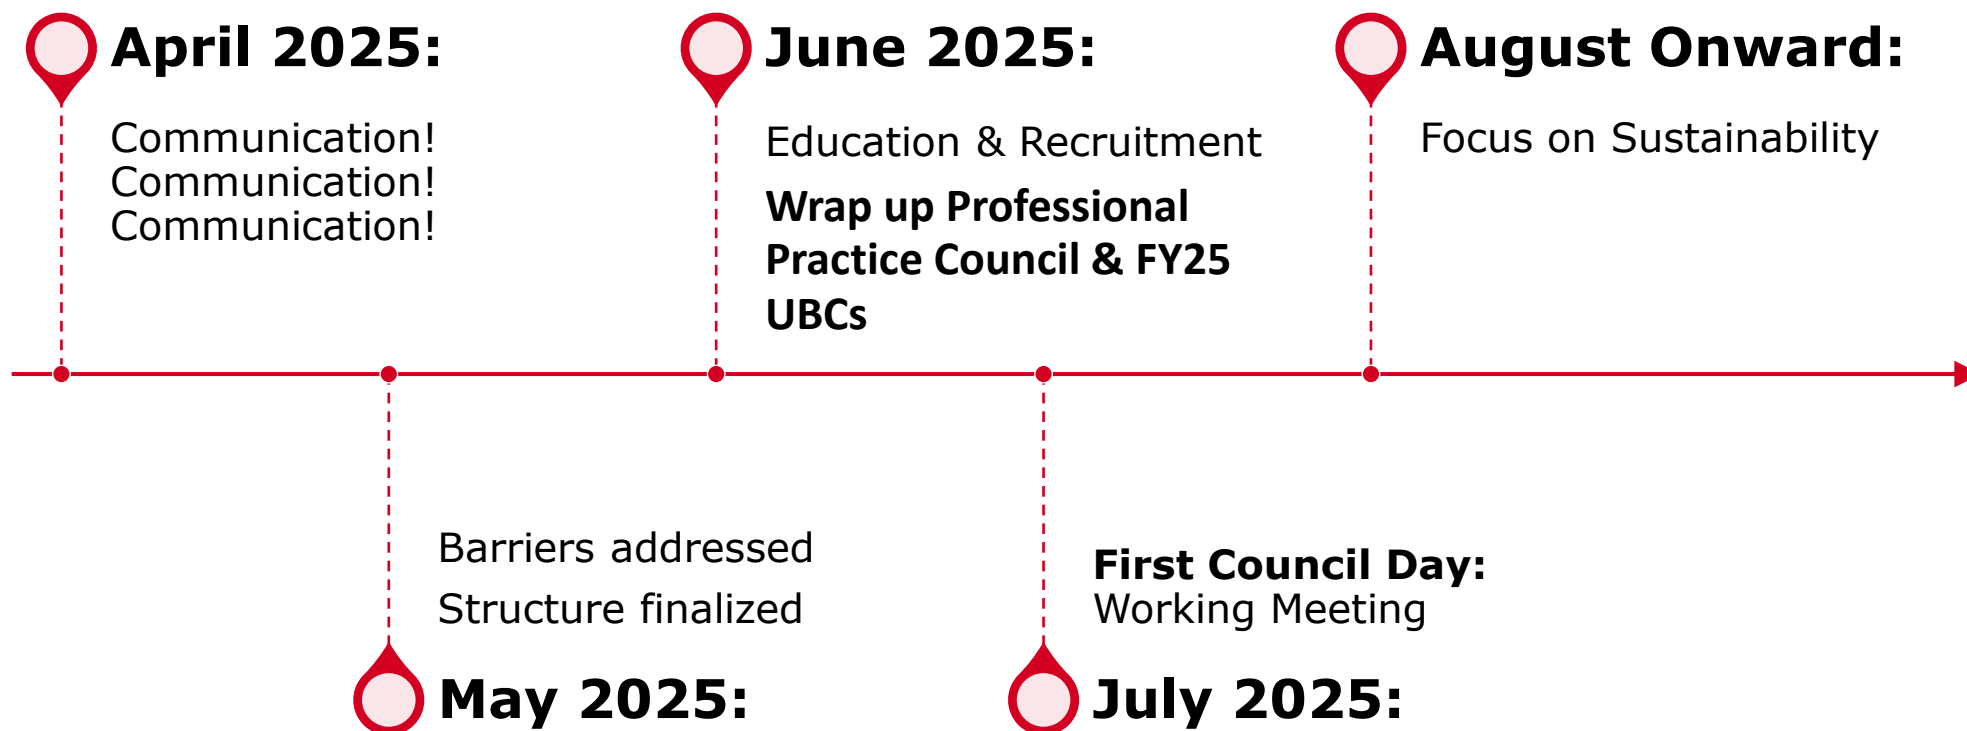 April 2025:
Communication!
Communication!
Communication!
Barriers addressed
Structure finalized
May 2025:
June 2025:
Education & Recruitment
Wrap up Professional
Practice Council & FY25
UBCs
First Council Day:
Working Meeting
July 2025:
August Onward:
Focus on Sustainability